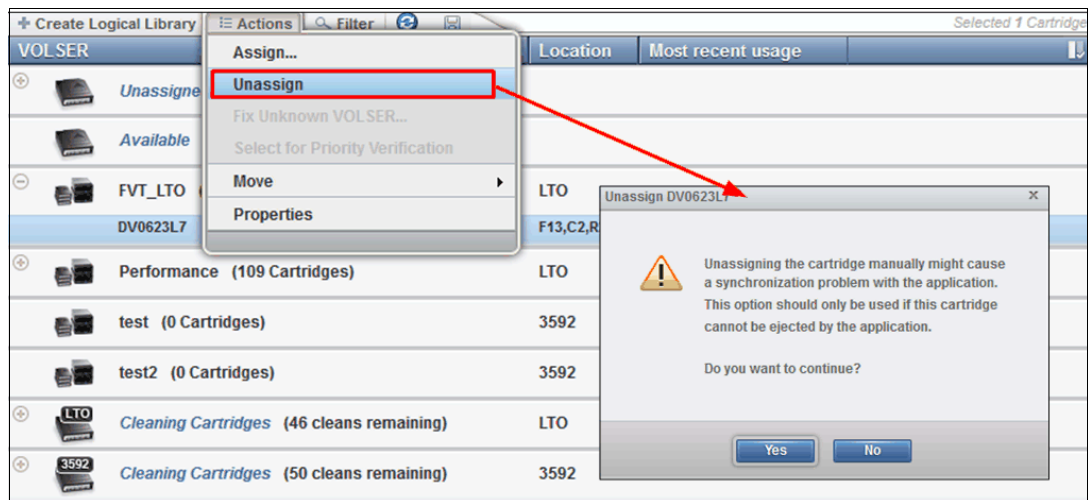 Create Logical Library Actions Filter Selected 1 Cartridge
VOLSER Location Most recent usage
Assign...
Unassigne Unassign
Fix Unknown VOLSER...
Available Select for Priority Verification
FVT_LTO Move LTO
Properties
DV0623L7 F13,C2,R
Performance (109 Cartridges) LTO
test (0 Cartridges) 3592
test2 (0 Cartridges) 3592
LTO Cleaning Cartridges (46 cleans remaining) LTO
3592 Cleaning Cartridges (50 cleans remaining) 3592
Unassign DV0623L7 x
Unassigning the cartridge manually might cause
a synchronization problem with the application.
This option should only be used if this cartridge
cannot be ejected by the application.
Do you want to continue?
Yes No